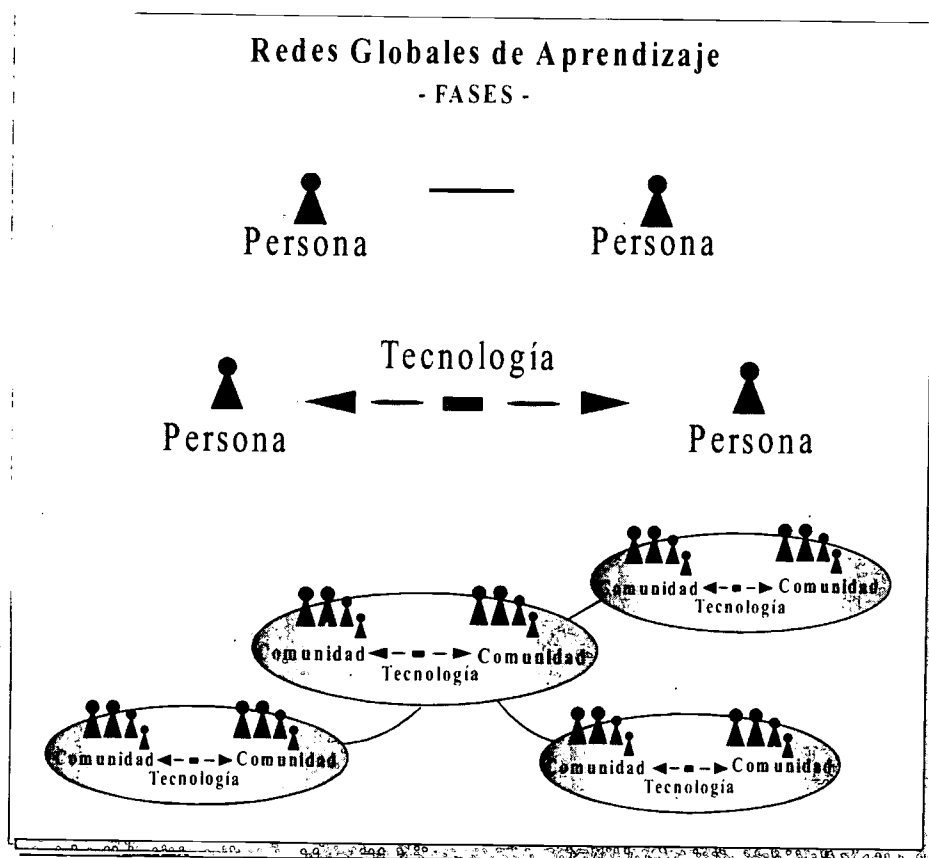 Redes Globales de Aprendizaje
- FASES -
Persona Persona
Tecnología
Persona Persona
Comunidad Comunidad
Tecnología
Comunidad Comunidad
Tecnología
Comunidad Comunidad
Tecnología
Comunidad Comunidad
Tecnología